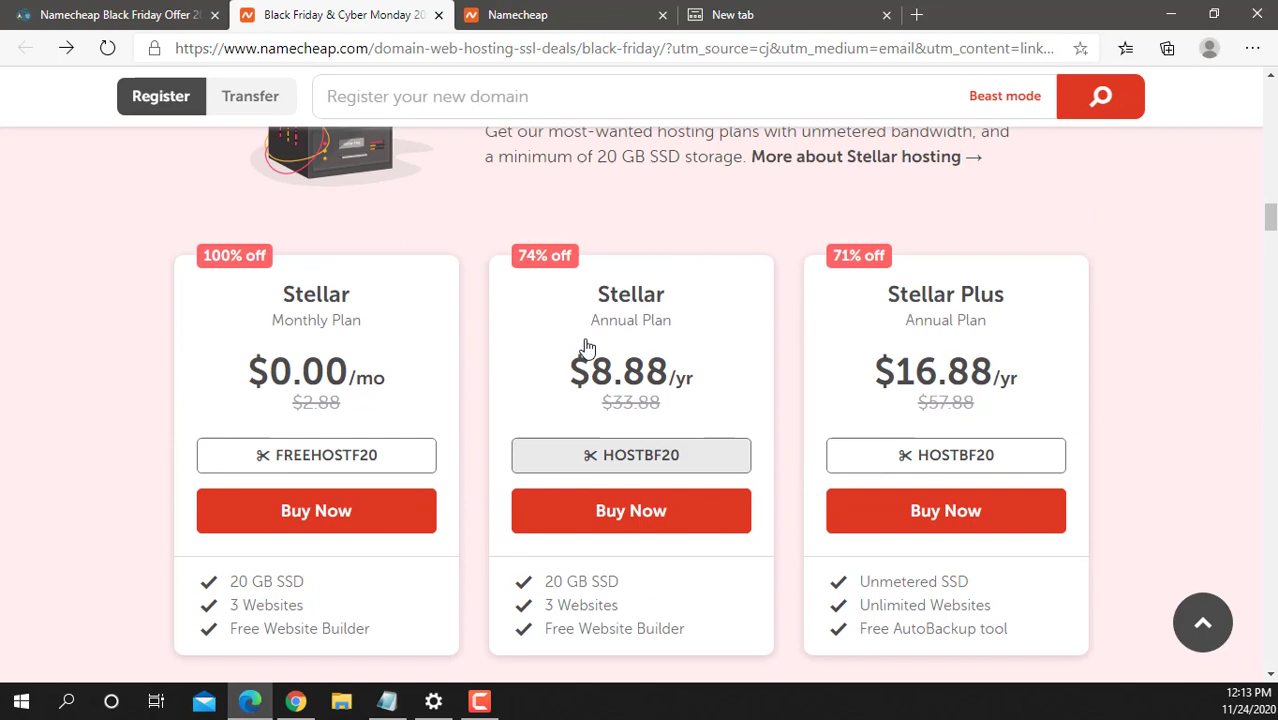 Namecheap Black Friday Offer 20
Black Friday & Cyber Monday 20
Namecheap
New tab
https://www.namecheap.com/domain-web-hosting-ssl-deals/black-friday/?utm_source=cj&utm_medium=email&utm_content=link...
Register
Transfer
Register your new domain
Beast mode
Get our most-wanted hosting plans with unmetered bandwidth, and
a minimum of 20 GB SSD storage. More about Stellar hosting →
100% off
Stellar
Monthly Plan
$0.00/mo
$2.88
FREEHOSTF20
Buy Now
20 GB SSD
3 Websites
Free Website Builder
74% off
Stellar
Annual Plan
$8.88/yr
$33.88
HOSTBF20
Buy Now
20 GB SSD
3 Websites
Free Website Builder
71% off
Stellar Plus
Annual Plan
$16.88/yr
$57.88
HOSTBF20
Buy Now
Unmetered SSD
Unlimited Websites
Free AutoBackup tool
12:13 PM
11/24/2020